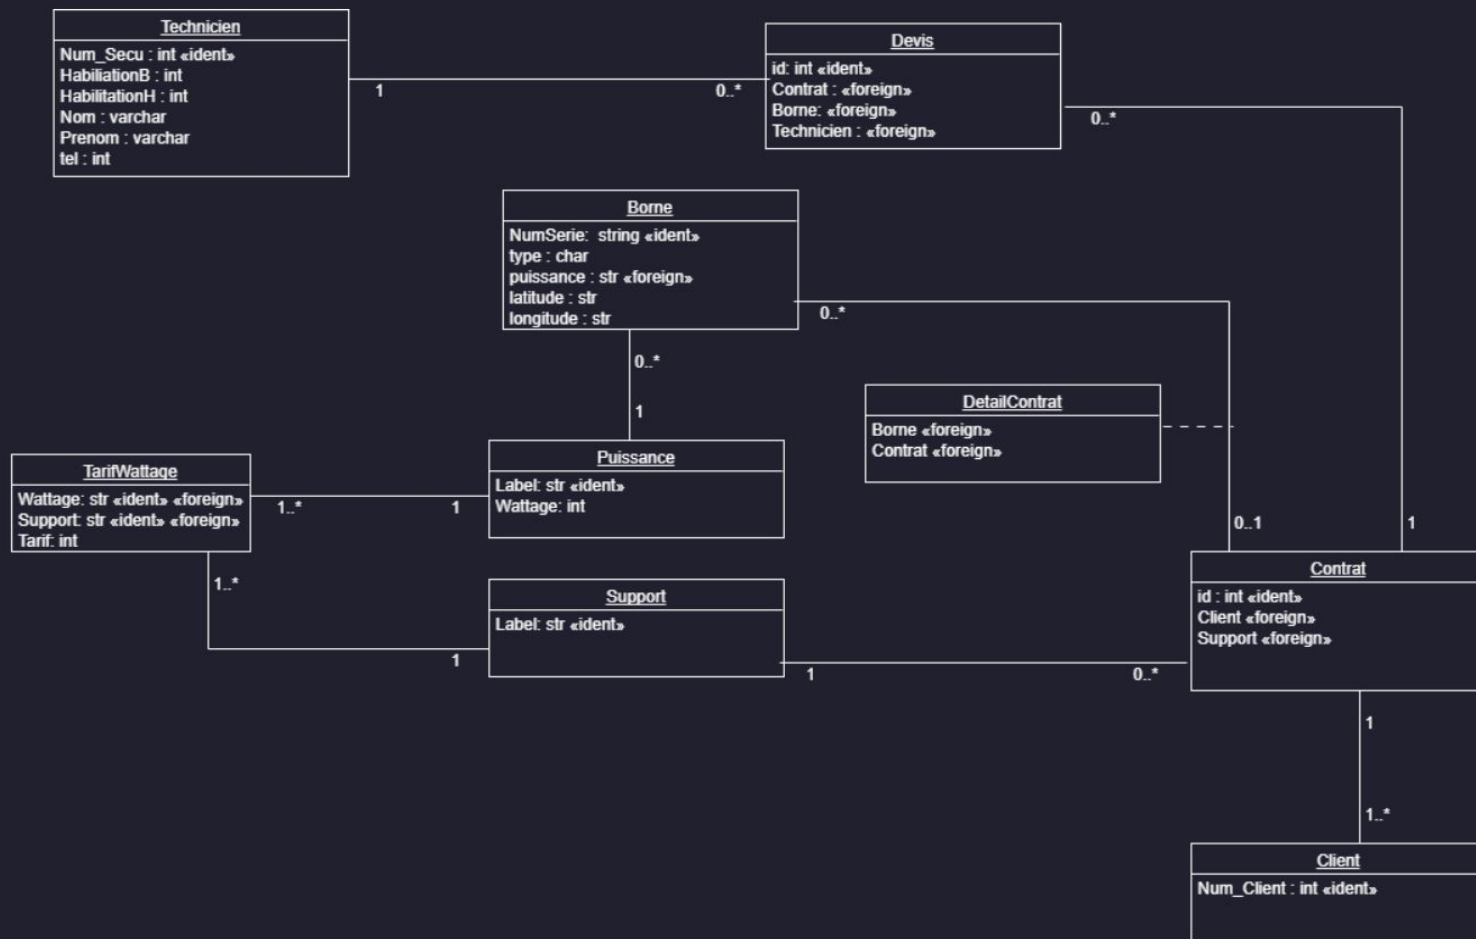 Technicien
Num_Secu : int «ident»
HabiliationB : int
HabilitationH : int
Nom : varchar
Prenom : varchar
tel : int
1
0..*
Devis
id: int «ident»
Contrat : «foreign»
Borne: «foreign»
Technicien : «foreign»
0..*
Borne
NumSerie:  string «ident»
type : char
puissance : str «foreign»
latitude : str
longitude : str
0..*
0..*
1
DetailContrat
Borne «foreign»
Contrat «foreign»
TarifWattage
Wattage: str «ident» «foreign»
Support: str «ident» «foreign»
Tarif: int
1..*
1
Puissance
Label: str «ident»
Wattage: int
0..1
1
1..*
1
Support
Label: str «ident»
1
0..*
Contrat
id : int «ident»
Client «foreign»
Support «foreign»
1
1..*
Client
Num_Client : int «ident»